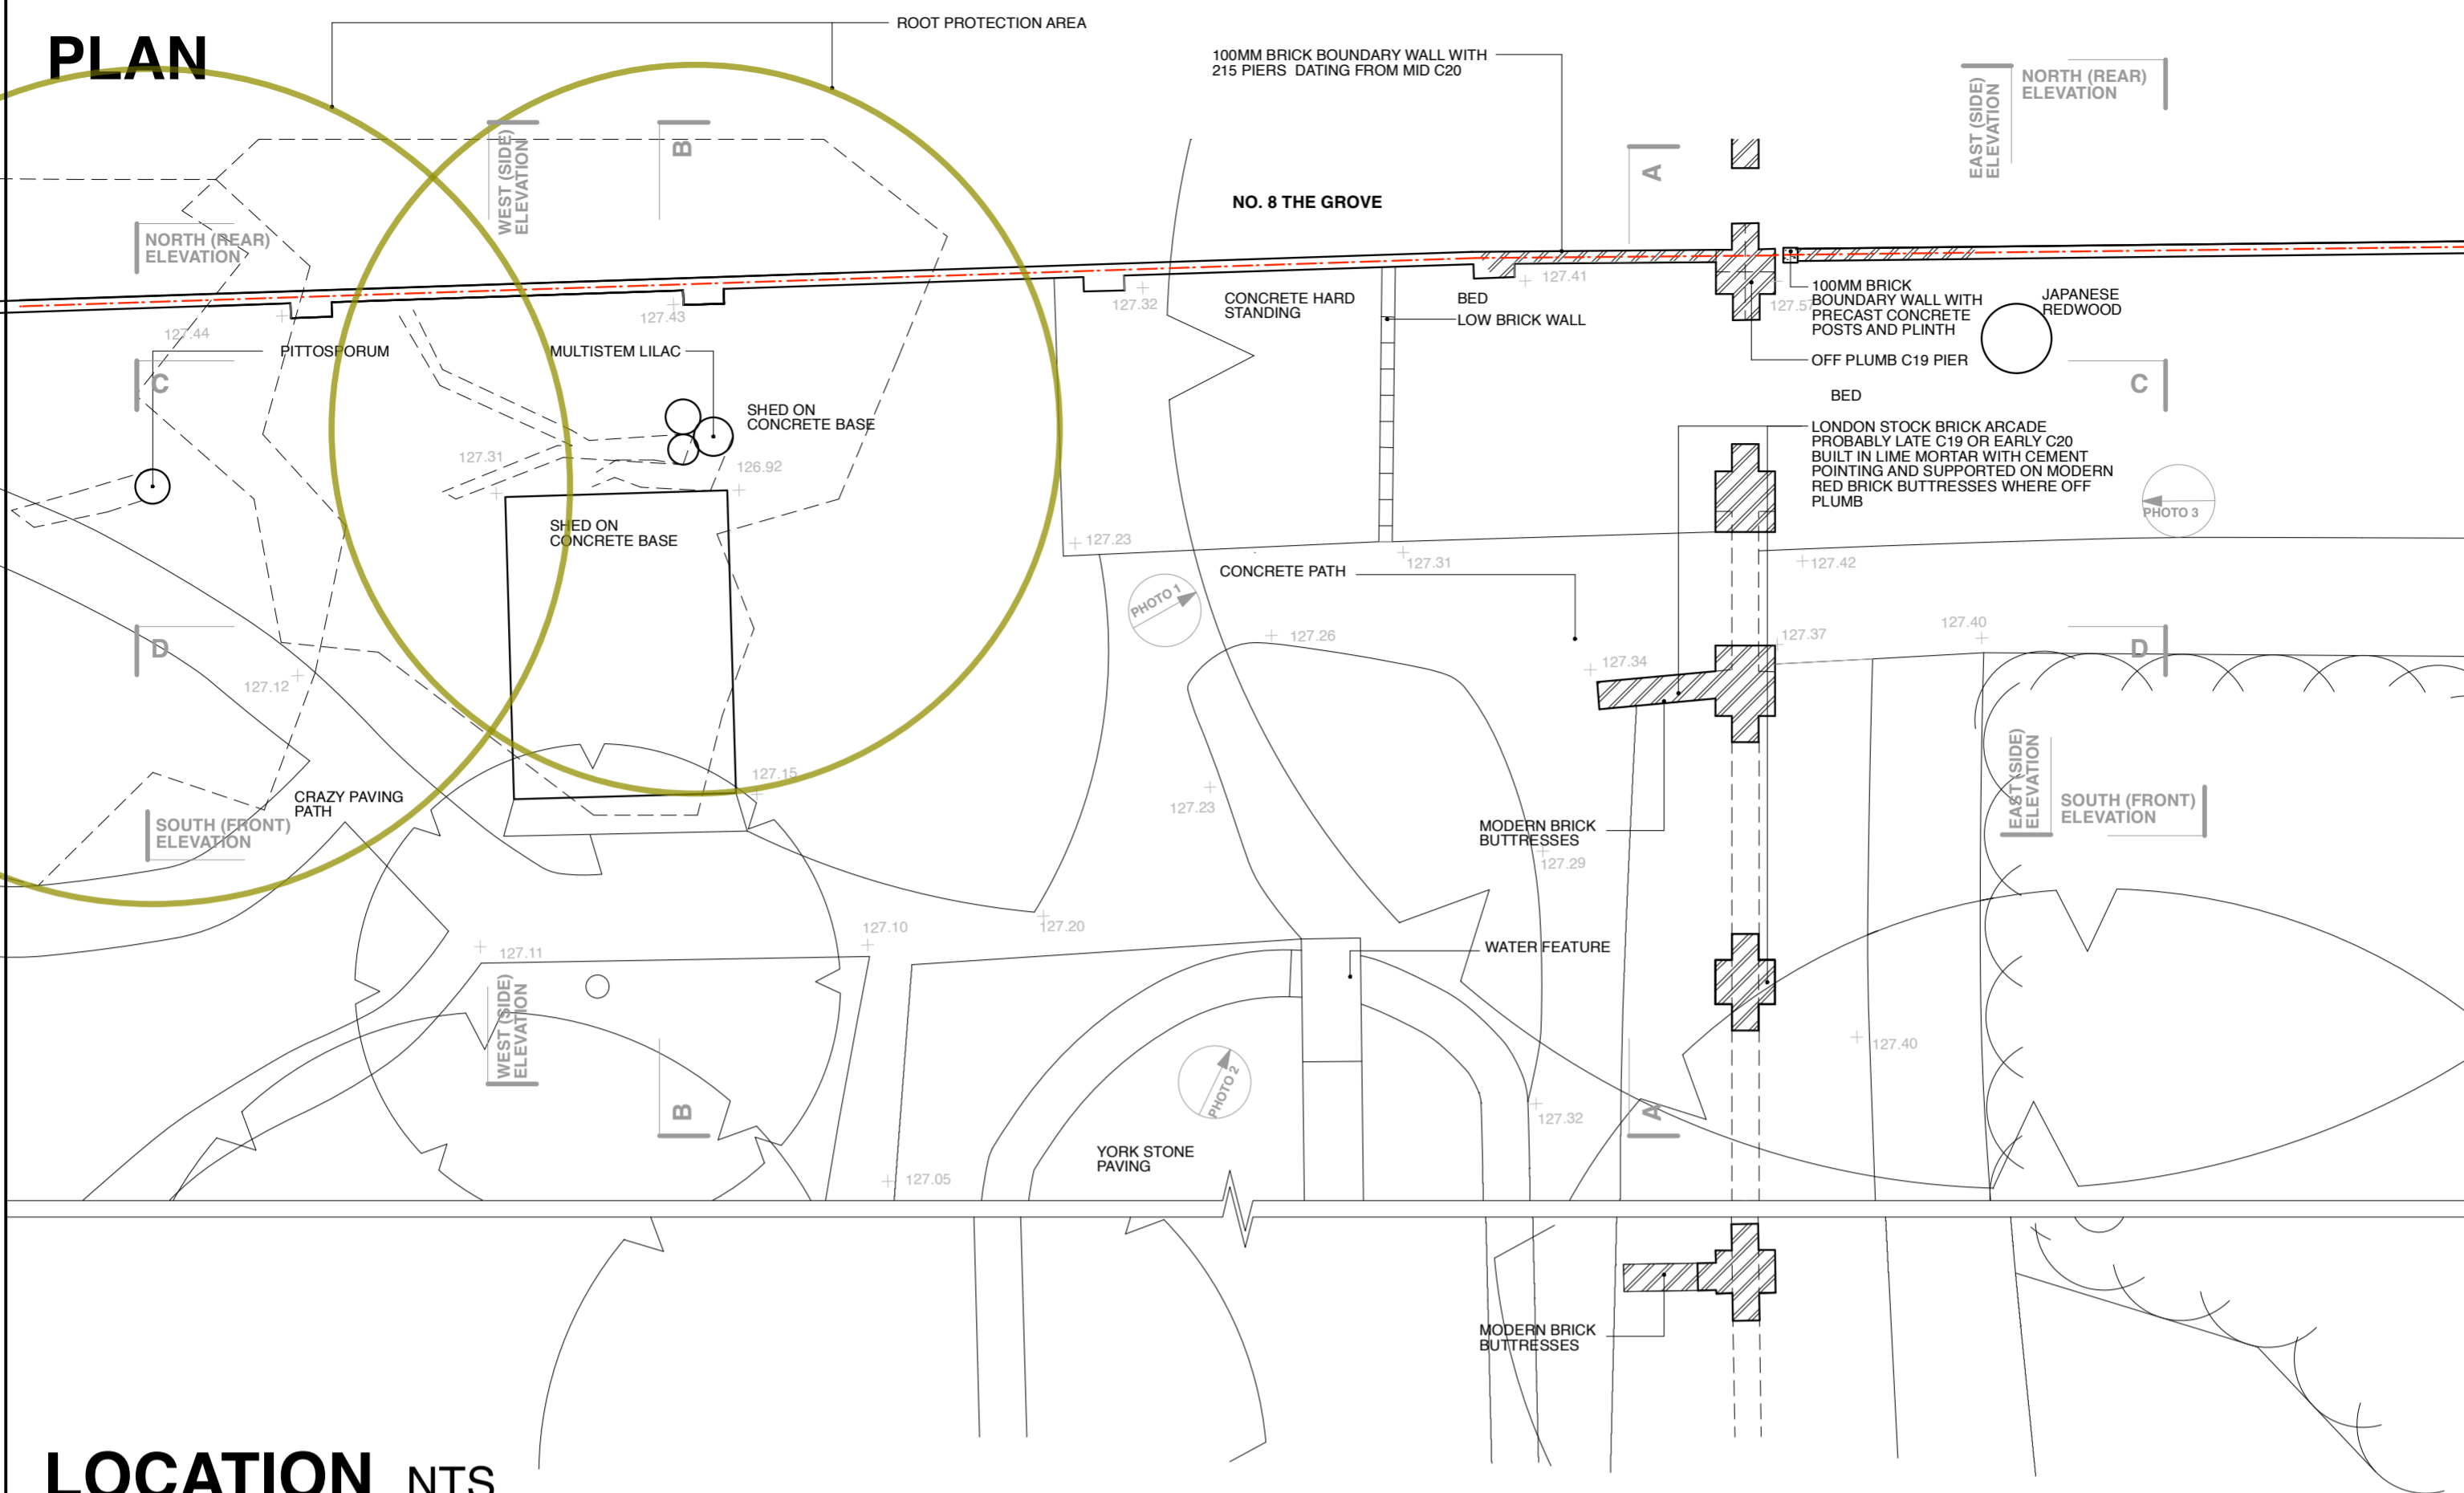 PLAN
ROOT PROTECTION AREA
100MM BRICK BOUNDARY WALL WITH
215 PIERS DATING FROM MID C20
EAST (SIDE)
ELEVATION
NORTH (REAR)
ELEVATION
WEST (SIDE)
ELEVATION
B
A
NO. 8 THE GROVE
NORTH (REAR)
ELEVATION
127.44
127.43
127.32
127.41
127.57
CONCRETE HARD
STANDING
BED
LOW BRICK WALL
100MM BRICK
BOUNDARY WALL WITH
PRECAST CONCRETE
POSTS AND PLINTH
JAPANESE
REDWOOD
OFF PLUMB C19 PIER
PITTOSPORUM
MULTISTEM LILAC
C
C
BED
SHED ON
CONCRETE BASE
LONDON STOCK BRICK ARCADE
PROBABLY LATE C19 OR EARLY C20
BUILT IN LIME MORTAR WITH CEMENT
POINTING AND SUPPORTED ON MODERN
RED BRICK BUTTRESSES WHERE OFF
PLUMB
127.31
126.92
PHOTO 3
SHED ON
CONCRETE BASE
127.23
127.31
127.42
CONCRETE PATH
PHOTO 1
127.26
127.34
127.37
127.40
D
D
127.12
127.15
CRAZY PAVING
PATH
SOUTH (FRONT)
ELEVATION
127.23
MODERN BRICK
BUTTRESSES
127.29
EAST (SIDE)
ELEVATION
SOUTH (FRONT)
ELEVATION
127.11
127.10
127.20
WATER FEATURE
WEST (SIDE)
ELEVATION
B
PHOTO 2
127.40
127.32
A
YORK STONE
PAVING
127.05
MODERN BRICK
BUTTRESSES
LOCATION NTS